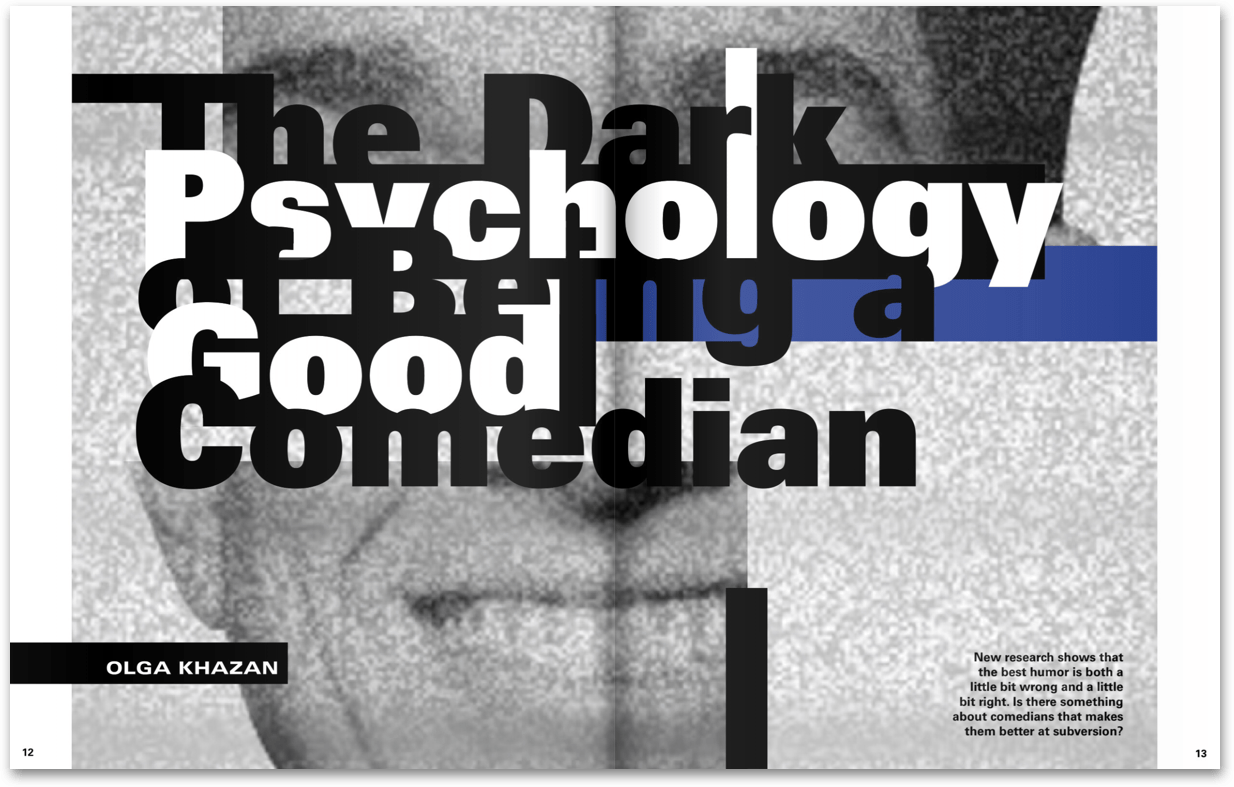 The Dark
Psychology
of Being a
Good
Comedian
OLGA KHAZAN
New research shows that
the best humor is both a
little bit wrong and a little
bit right. Is there something
about comedians that makes
them better at subversion?
12
13